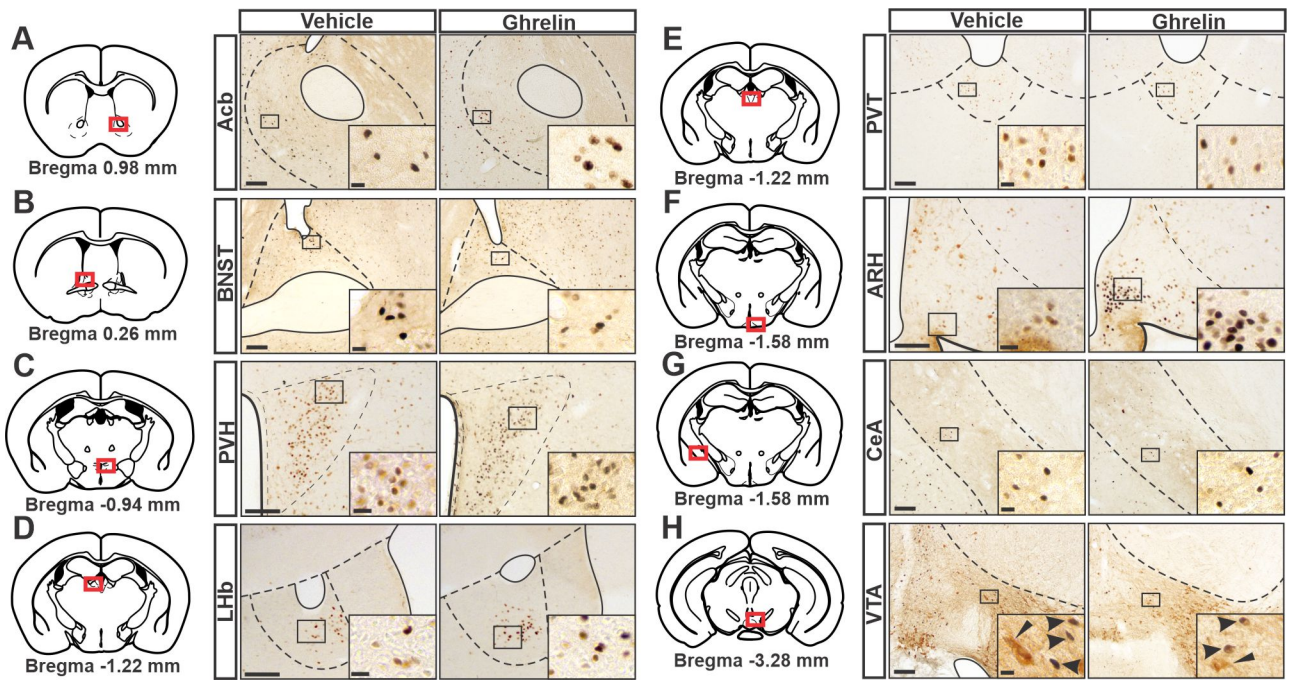 Vehicle
Ghrelin
Vehicle
Ghrelin
A
Bregma 0.98 mm
Acb
B
Bregma 0.26 mm
BNST
C
Bregma -0.94 mm
PVH
D
Bregma -1.22 mm
LHb
E
Bregma -1.22 mm
PVT
F
Bregma -1.58 mm
ARH
G
Bregma -1.58 mm
CeA
H
Bregma -3.28 mm
VTA